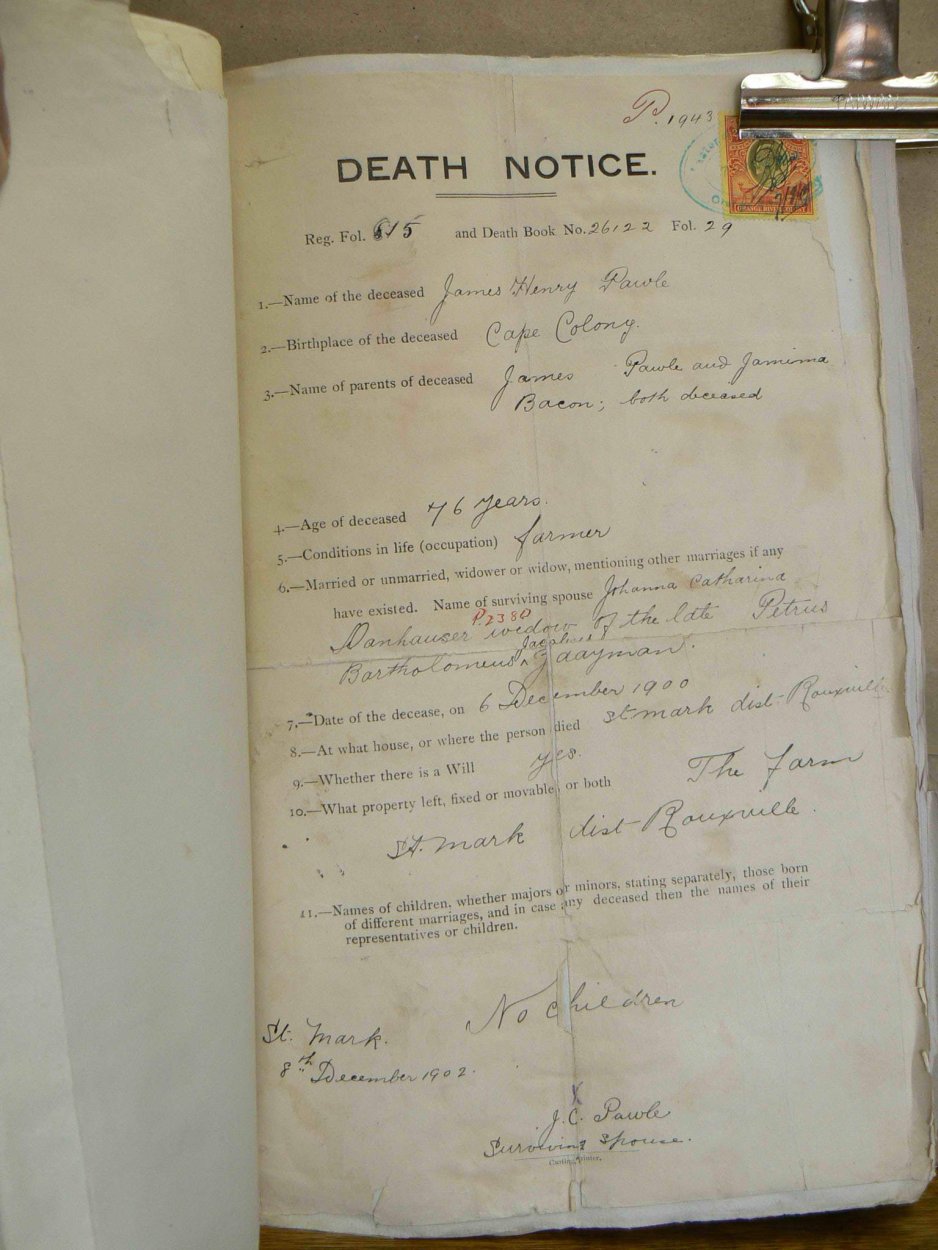 P. 1943
DEATH NOTICE.
ORANGE RIVER COLONY
Reg. Fol. 615 and Death Book No. 26122 Fol. 29
1.—Name of the deceased James Henry Pawle
2.—Birthplace of the deceased Cape Colony.
3.—Name of parents of deceased James Pawle and Jamima
Bacon; both deceased
4.—Age of deceased 76 years.
5.—Conditions in life (occupation) farmer
6.—Married or unmarried, widower or widow, mentioning other marriages if any
have existed. Name of surviving spouse Johanna Catharina
P.2380
Danhauser widow of the late Petrus
Jacobus
Bartholomeus ^ Zaayman.
7.—Date of the decease, on 6 December 1900
8.—At what house, or where the person died St. Mark dist Rouxville
9.—Whether there is a Will yes.
10.—What property left, fixed or movable, or both The farm
St. Mark dist Rouxville.
11.—Names of children, whether majors or minors, stating separately, those born
of different marriages, and in case any deceased then the names of their
representatives or children.
No children
St. Mark.
8th December 1902.
X
J. C. Pawle
Surviving Spouse.